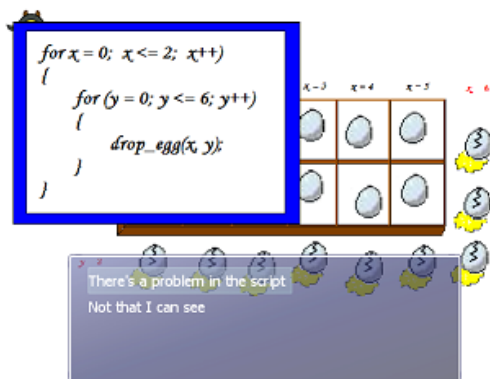 for x = 0; x <= 2; x++)
{
for (y = 0; y <= 6; y++)
{
drop_egg(x, y);
}
}
x = 3 x = 4 x = 5 x 6
There's a problem in the script
Not that I can see